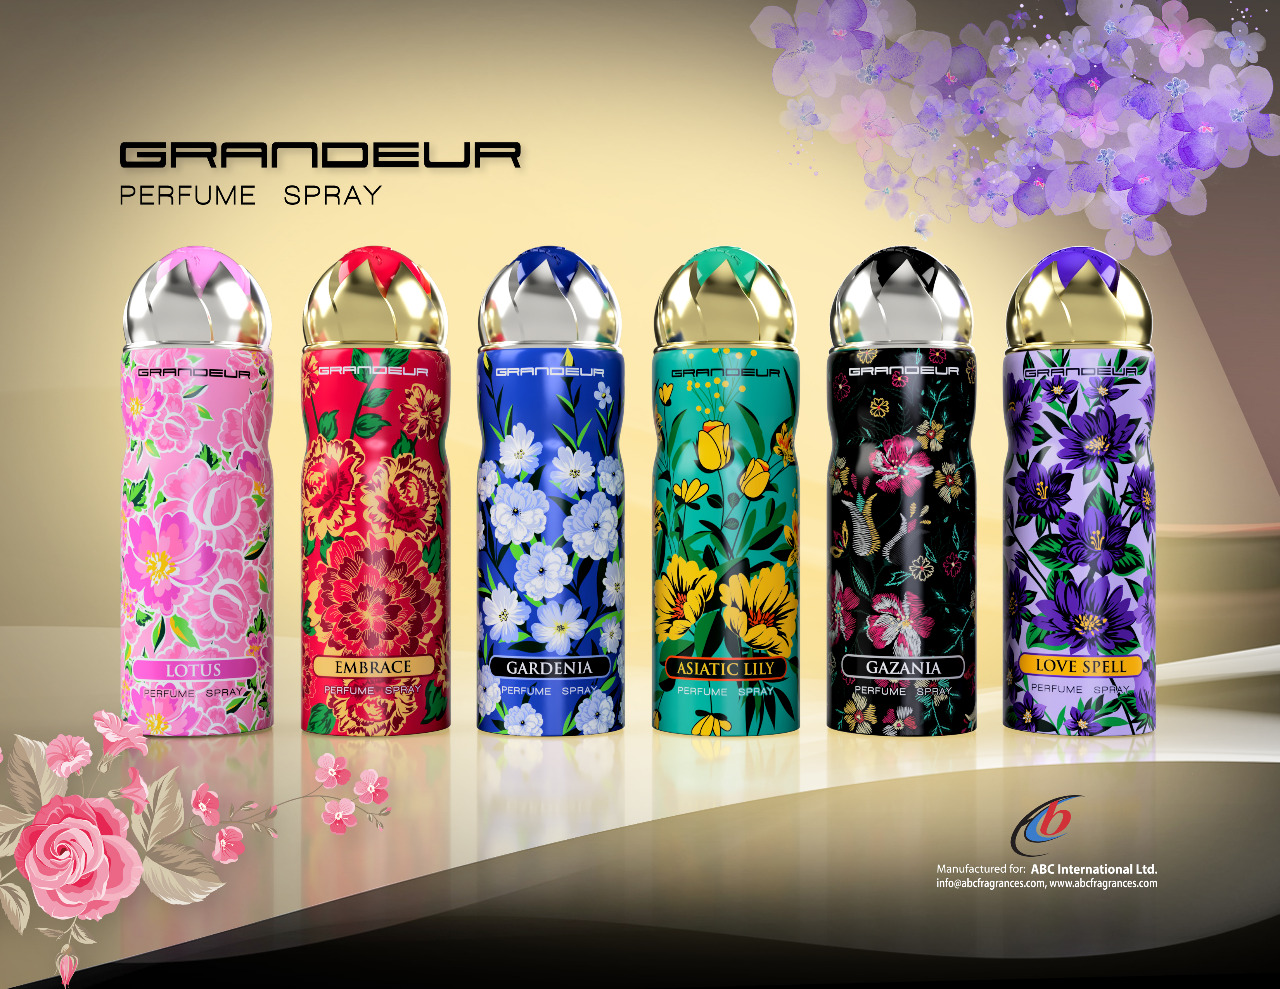 GRANDEUR
PERFUME SPRAY
GRANDEUR
LOTUS
PERFUME SPRAY
GRANDEUR
EMBRACE
PERFUME SPRAY
GRANDEUR
GARDENIA
PERFUME SPRAY
GRANDEUR
ASIATIC LILY
PERFUME SPRAY
GRANDEUR
GAZANIA
PERFUME SPRAY
GRANDEUR
LOVE SPELL
PERFUME SPRAY
b
Manufactured for: ABC International Ltd.
info@abcfragrances.com, www.abcfragrances.com